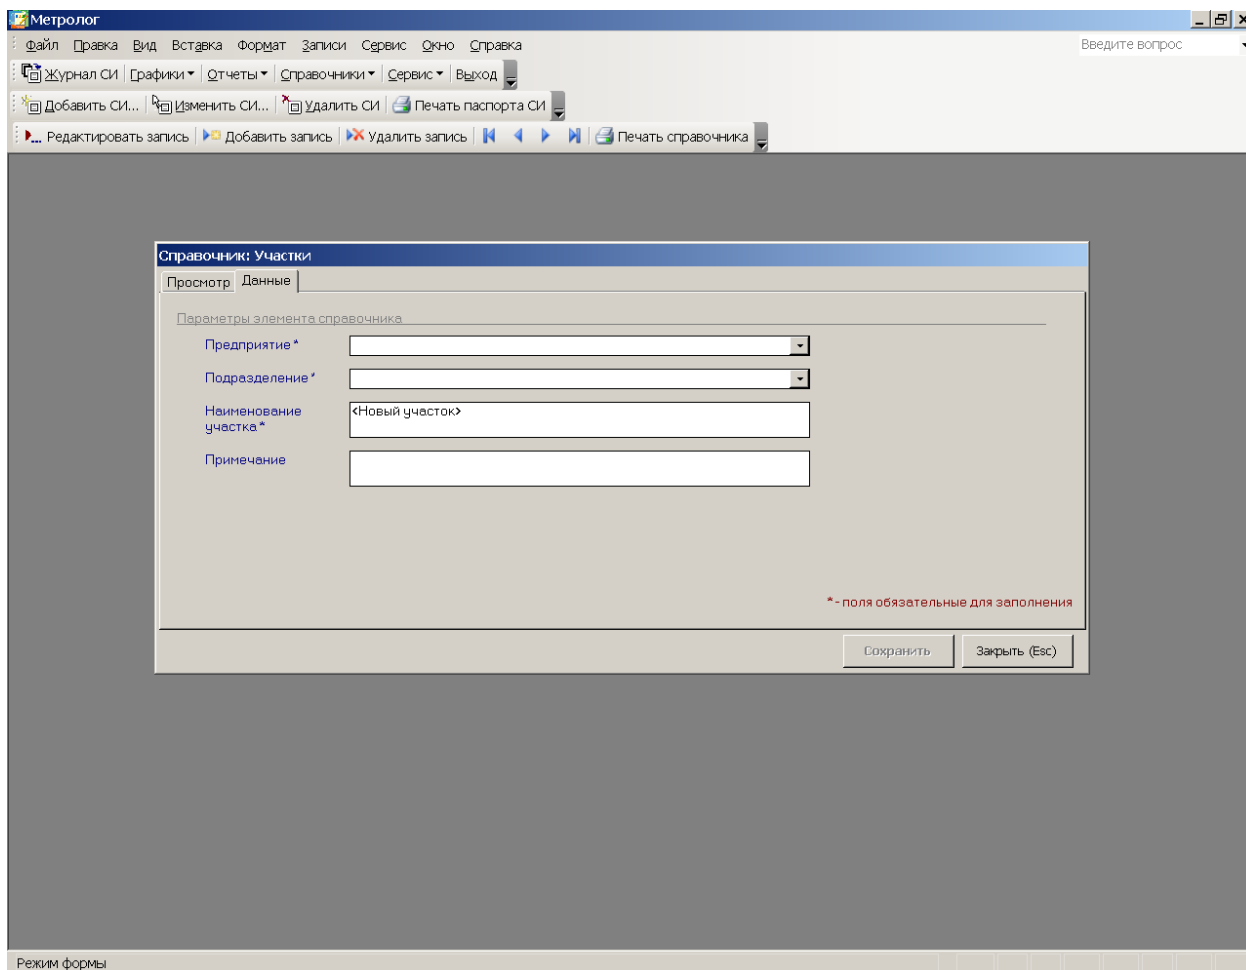 Метролог
Файл Правка Вид Вставка Формат Записи Сервис Окно Справка Введите вопрос
Журнал СИ Графики Отчеты Справочники Сервис Выход
Добавить СИ... Изменить СИ... Удалить СИ Печать паспорта СИ
Редактировать запись Добавить запись Удалить запись Печать справочника
Справочник: Участки
Просмотр Данные
Параметры элемента справочника
Предприятие*
Подразделение*
Наименование участка*
<Новый участок>
Примечание
*-поля обязательные для заполнения
Сохранить Закрыть (Esc)
Режим формы